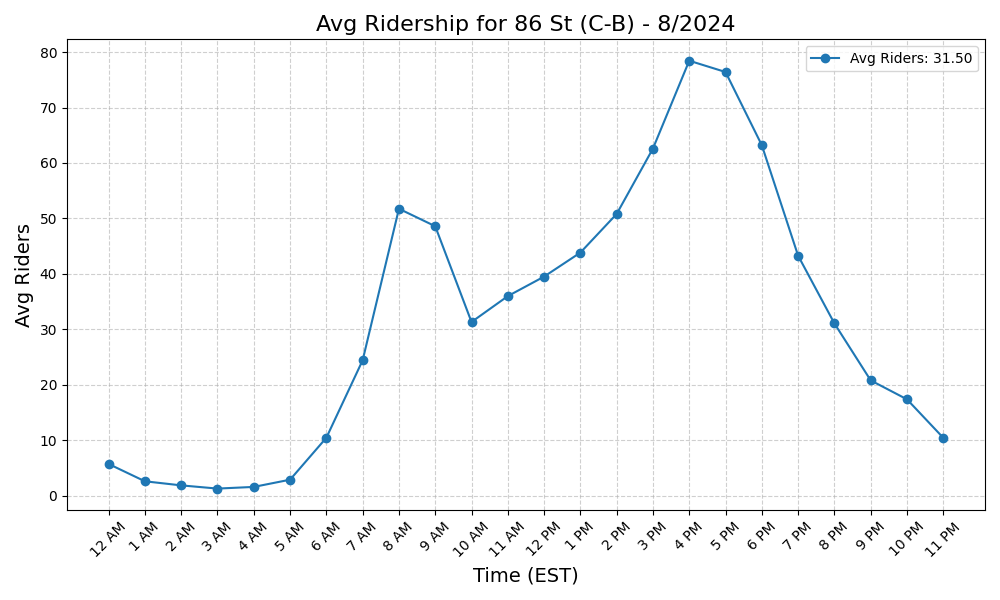 Avg Ridership for 86 St (C-B) - 8/2024
Avg Riders: 31.50
Avg Riders
80
70
60
50
40
30
20
10
0
12 AM
1 AM
2 AM
3 AM
4 AM
5 AM
6 AM
7 AM
8 AM
9 AM
10 AM
11 AM
12 PM
1 PM
2 PM
3 PM
4 PM
5 PM
6 PM
7 PM
8 PM
9 PM
10 PM
11 PM
Time (EST)